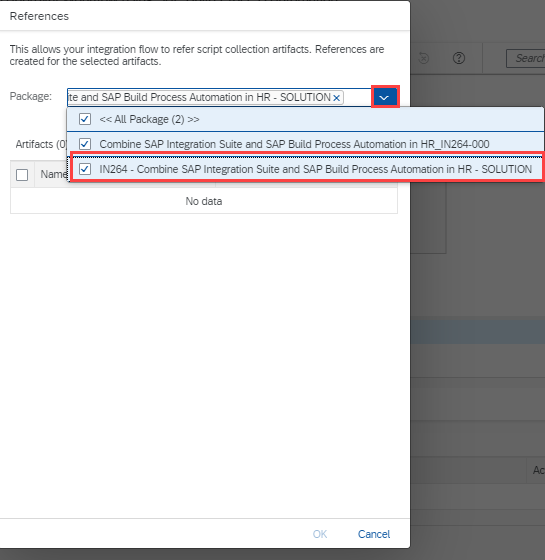 References
This allows your integration flow to refer script collection artifacts. References are
created for the selected artifacts.
Search
Package:
te and SAP Build Process Automation in HR - SOLUTION
<< All Package (2) >>
Combine SAP Integration Suite and SAP Build Process Automation in HR_IN264-000
IN264 - Combine SAP Integration Suite and SAP Build Process Automation in HR - SOLUTION
Artifacts (0)
Name
No data
Ac
OK
Cancel